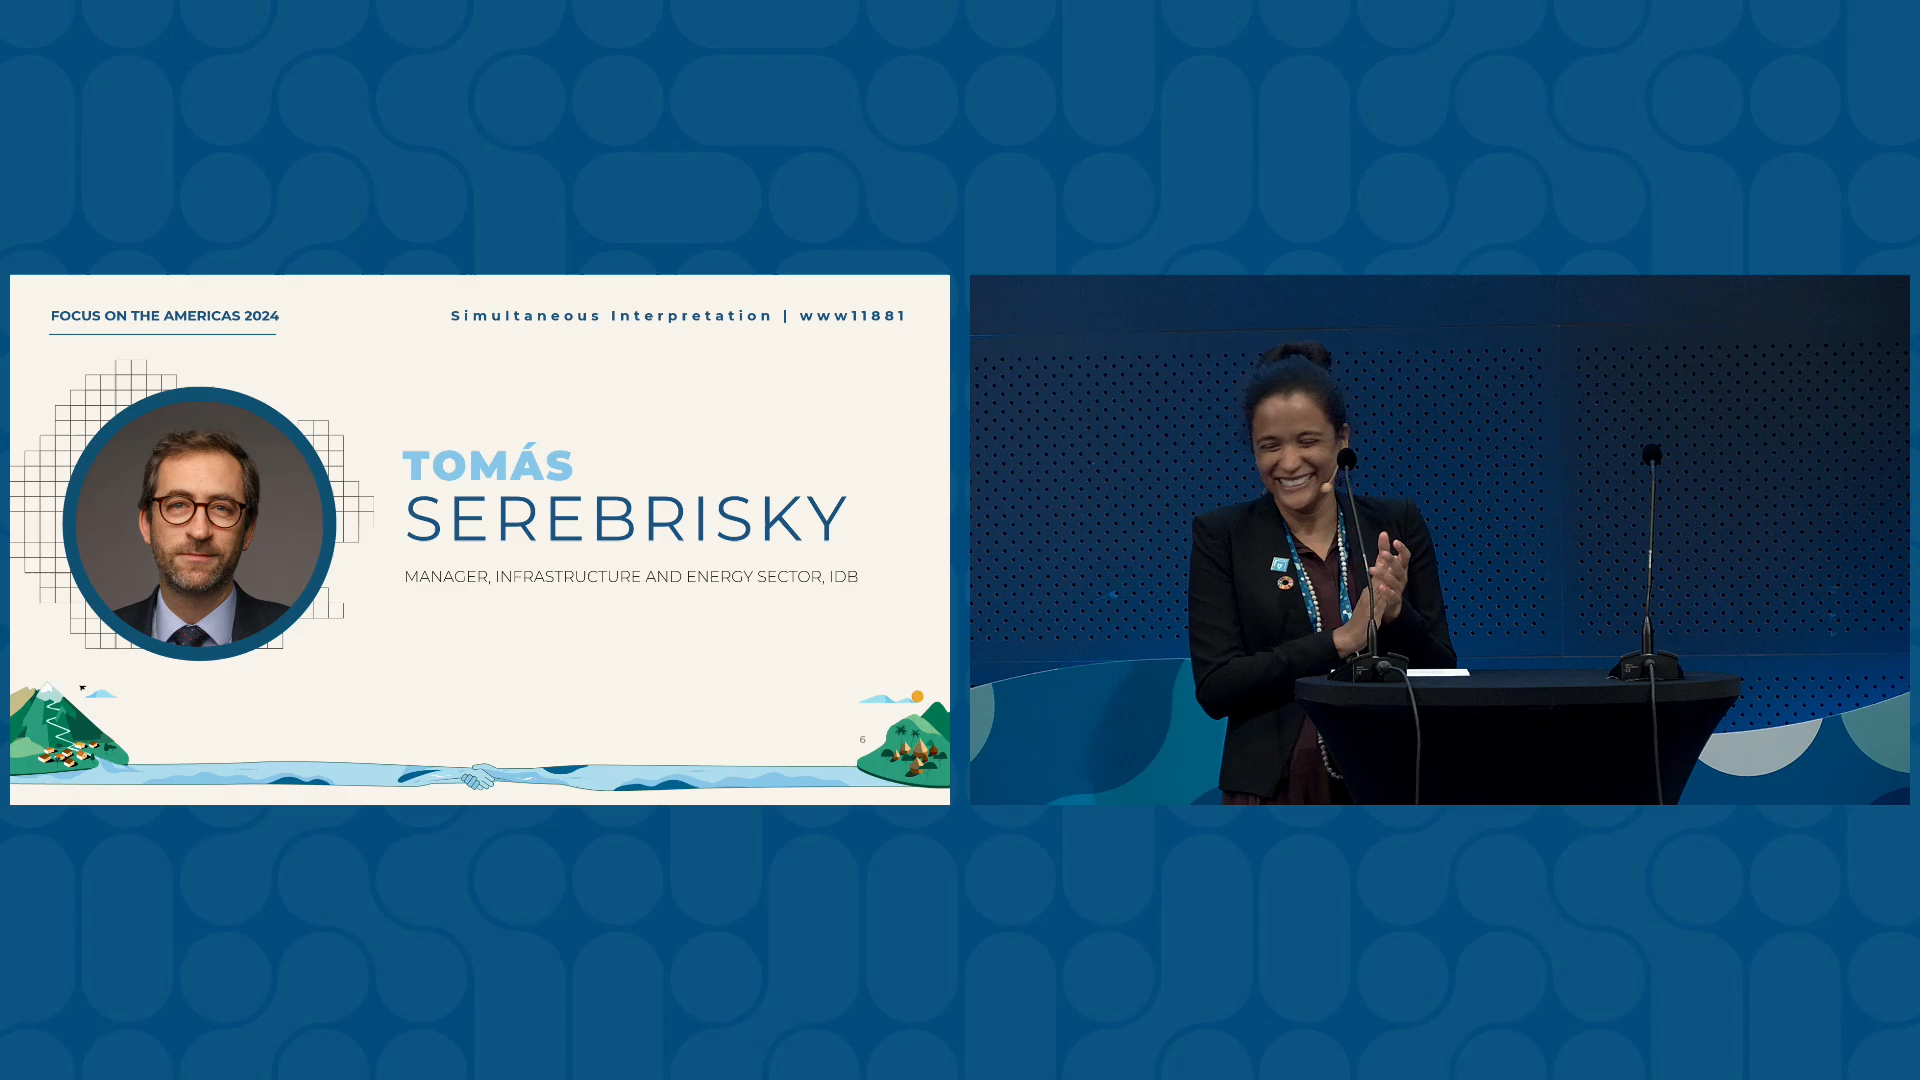 FOCUS ON THE AMERICAS 2024
Simultaneous Interpretation | www11881
TOMÁS
SEREBRISKY
MANAGER, INFRASTRUCTURE AND ENERGY SECTOR, IDB
6